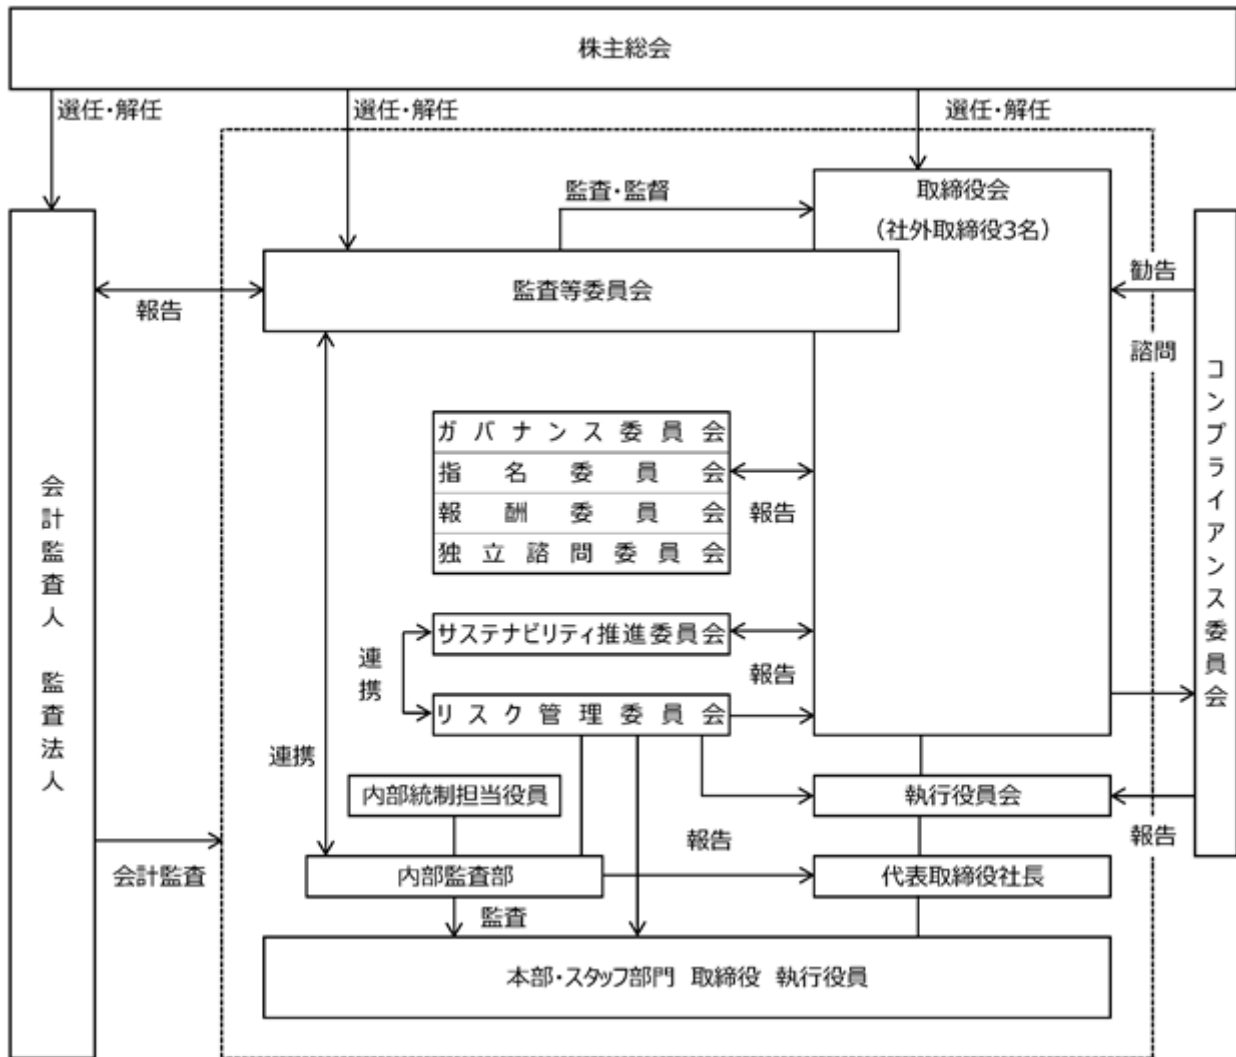 株主総会
選任・解任
選任・解任
選任・解任
監査・監督
取締役会
（社外取締役3名）
監査等委員会
報告
勧告
諮問
コンプライアンス委員会
会計監査人 監査法人
ガバナンス委員会
指名委員会
報酬委員会
独立諮問委員会
報告
サステナビリティ推進委員会
連携
報告
リスク管理委員会
連携
内部統制担当役員
執行役員会
報告
報告
会計監査
内部監査部
代表取締役社長
監査
本部・スタッフ部門 取締役 執行役員